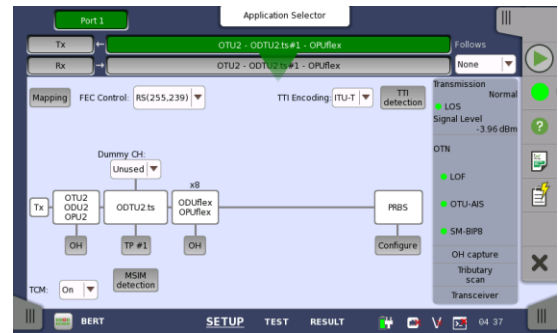 Port 1
Application Selector
Tx
OTU2 - ODTU2.ts#1 - OPUflex
Follows
Rx
OTU2 - ODTU2.ts#1 - OPUflex
None
Mapping
FEC Control:
RS(255,239)
TTI Encoding:
ITU-T
TTI
detection
Transmission
Normal
LOS
Signal Level
-3.96 dBm
OTN
LOF
OTU-AIS
SM-BIP8
OH capture
Tributary
scan
Transceiver
Dummy CH:
Unused
x8
Tx
OTU2
ODU2
OPU2
ODTU2.ts
ODUflex
OPUflex
PRBS
OH
TP #1
OH
Configure
TCM:
On
MSIM
detection
BERT
SETUP
TEST
RESULT
04 37